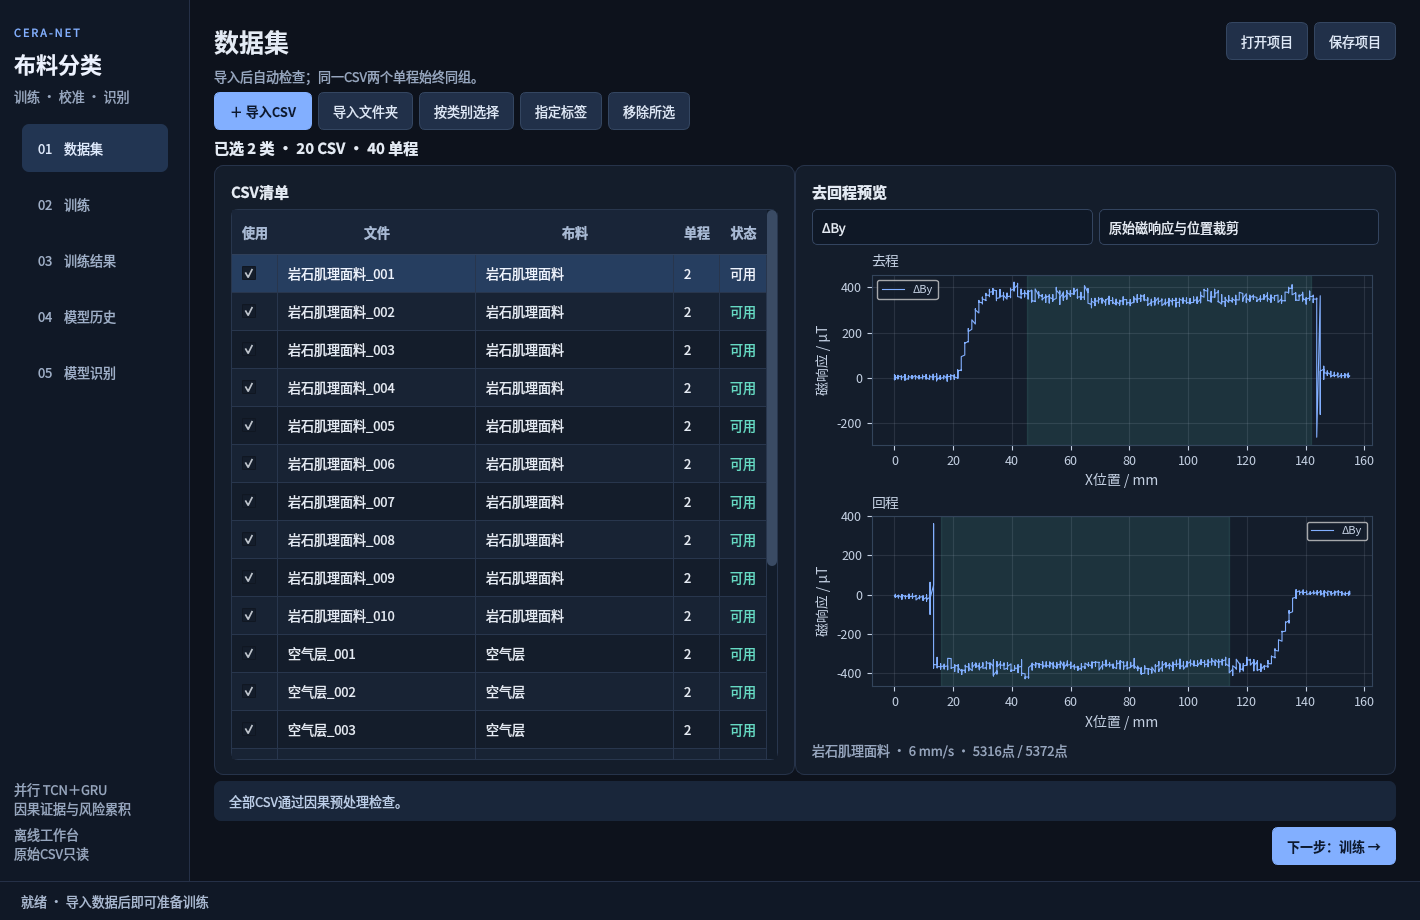 CERA-NET
布料分类
训练 · 校准 · 识别
01 数据集
02 训练
03 训练结果
04 模型历史
05 模型识别
并行 TCN＋GRU
因果证据与风险累积
离线工作台
原始CSV只读
数据集
导入后自动检查；同一CSV两个单程始终同组。
打开项目
保存项目
＋ 导入CSV
导入文件夹
按类别选择
指定标签
移除所选
已选 2 类 · 20 CSV · 40 单程
CSV清单
使用 文件 布料 单程 状态
✓ 岩石肌理面料_001 岩石肌理面料 2 可用
✓ 岩石肌理面料_002 岩石肌理面料 2 可用
✓ 岩石肌理面料_003 岩石肌理面料 2 可用
✓ 岩石肌理面料_004 岩石肌理面料 2 可用
✓ 岩石肌理面料_005 岩石肌理面料 2 可用
✓ 岩石肌理面料_006 岩石肌理面料 2 可用
✓ 岩石肌理面料_007 岩石肌理面料 2 可用
✓ 岩石肌理面料_008 岩石肌理面料 2 可用
✓ 岩石肌理面料_009 岩石肌理面料 2 可用
✓ 岩石肌理面料_010 岩石肌理面料 2 可用
✓ 空气层_001 空气层 2 可用
✓ 空气层_002 空气层 2 可用
✓ 空气层_003 空气层 2 可用
去回程预览
ΔBy
原始磁响应与位置裁剪
去程
ΔBy
400
200
0
-200
磁响应 / μT
0 20 40 60 80 100 120 140 160
X位置 / mm
回程
ΔBy
400
200
0
-200
-400
磁响应 / μT
0 20 40 60 80 100 120 140 160
X位置 / mm
岩石肌理面料 · 6 mm/s · 5316点 / 5372点
全部CSV通过因果预处理检查。
下一步：训练 →
就绪 · 导入数据后即可准备训练